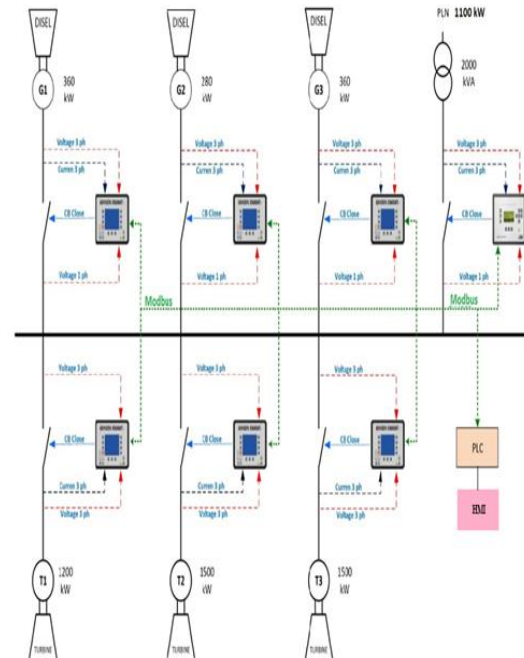 DISEL
DISEL
DISEL
PLN 1100 kW
G1
360
kW
G2
280
kW
G3
360
kW
2000
kVA
Voltage 3 ph
Curren 3 ph
CB Close
Voltage 1 ph
Voltage 3 ph
Curren 3 ph
CB Close
Voltage 1 ph
Voltage 3 ph
Curren 3 ph
CB Close
Voltage 1 ph
Voltage 3 ph
Curren 3 ph
CB Close
Voltage 1 ph
Modbus
Modbus
Voltage 3 ph
CB Close
Curren 3 ph
Voltage 3 ph
Voltage 3 ph
CB Close
Curren 3 ph
Voltage 3 ph
Voltage 3 ph
CB Close
Curren 3 ph
Voltage 3 ph
PLC
HMI
T1
1200
kW
T2
1500
kW
T3
1500
kW
TURBINE
TURBINE
TURBINE